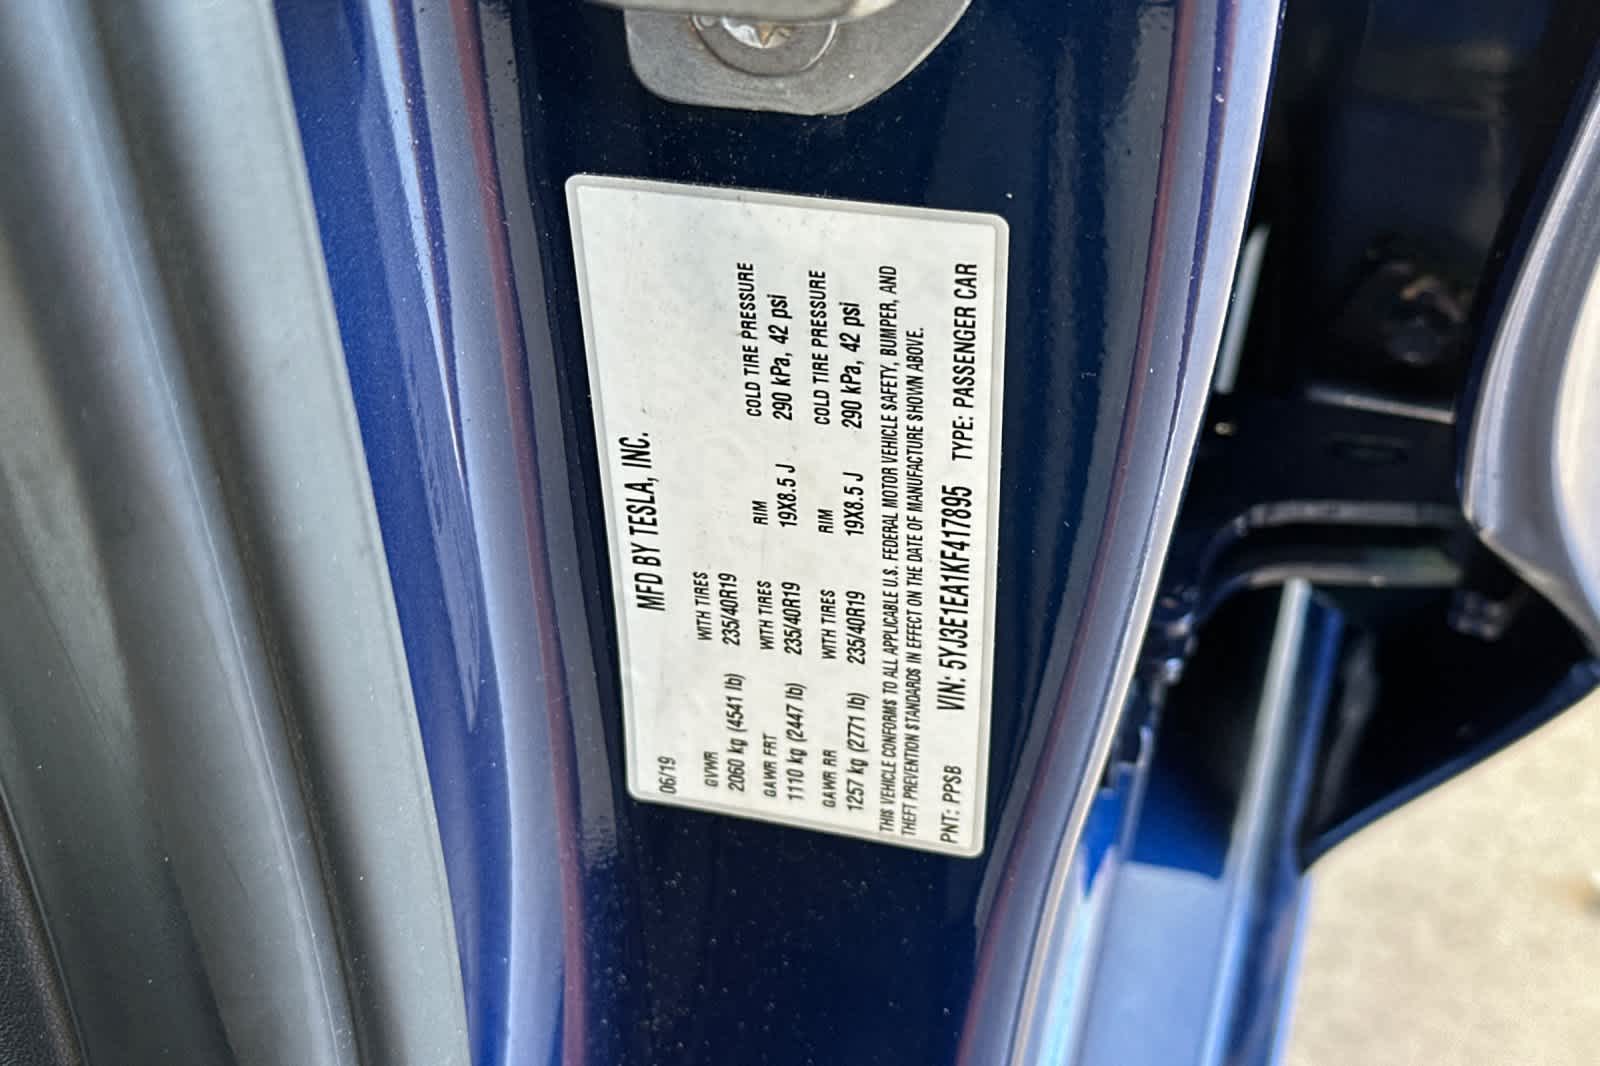 MFD BY TESLA, INC.
06/19
GVWR WITH TIRES COLD TIRE PRESSURE
2060 kg (4541 lb) 235/40R19 290 kPa, 42 psi
GAWR FRT WITH TIRES RIM
1110 kg (2447 lb) 235/40R19 19X8.5 J
GAWR RR WITH TIRES RIM COLD TIRE PRESSURE
1257 kg (2771 lb) 235/40R19 19X8.5 J 290 kPa, 42 psi
THIS VEHICLE CONFORMS TO ALL APPLICABLE U.S. FEDERAL MOTOR VEHICLE SAFETY, BUMPER, AND
THEFT PREVENTION STANDARDS IN EFFECT ON THE DATE OF MANUFACTURE SHOWN ABOVE.
PNT: PPSB VIN: 5YJ3E1EA1KF417895 TYPE: PASSENGER CAR